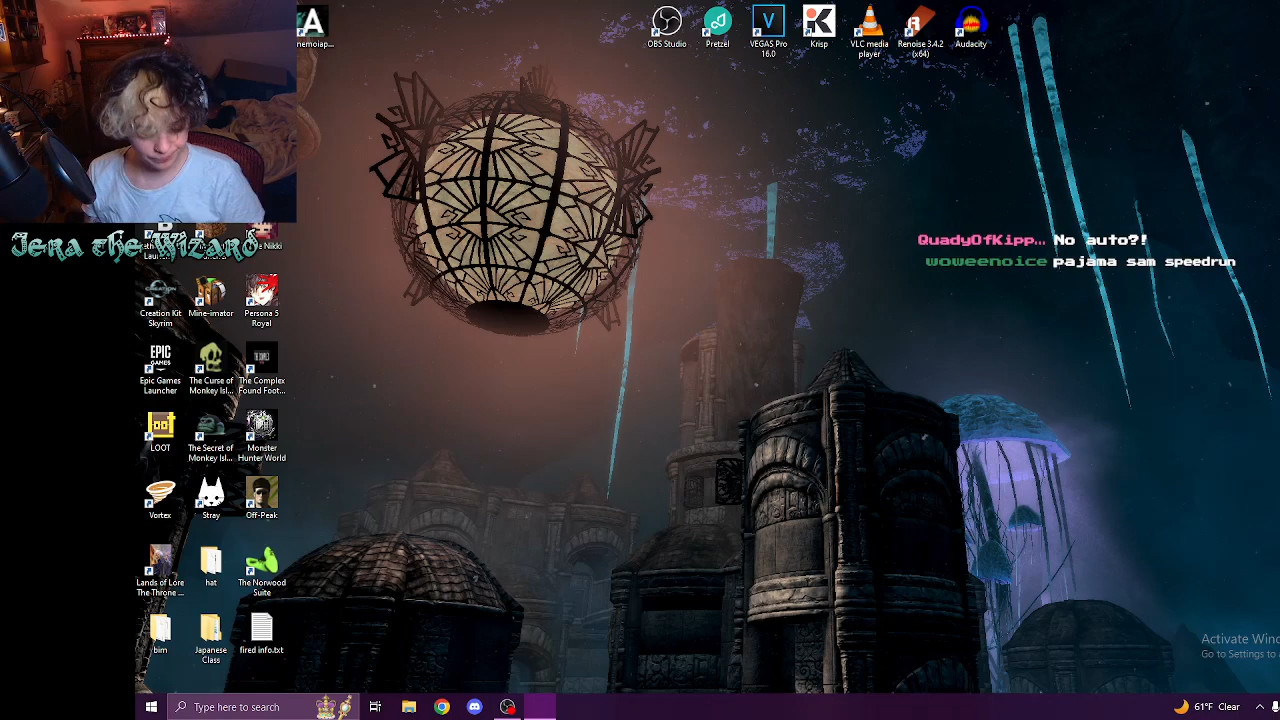 nemolap...
OBS Studio
Pretzel
VEGAS Pro
16.0
Krisp
VLC media
player
Renoise 3.4.2
(x64)
Audacity
Jera the Wizard
QuadyOfKipp... No auto?!
woweenoice pajama sam speedrun
Nikki
Creation Kit
Skyrim
Mine-imator
Persona 5
Royal
Epic Games
Launcher
The Curse of
Monkey Isl...
The Complex
Found Foot...
LOOT
The Secret of
Monkey Isl...
Monster
Hunter World
Vortex
Stray
Off-Peak
Lands of Lore
The Throne ...
hat
The Norwood
Suite
bim
Japanese
Class
fired info.txt
Activate Wind
Go to Settings to a
Type here to search
61°F Clear